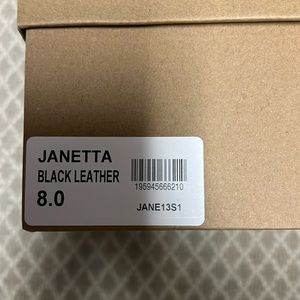 JANETTA
BLACK LEATHER
8.0
195945666210
JANE13S1